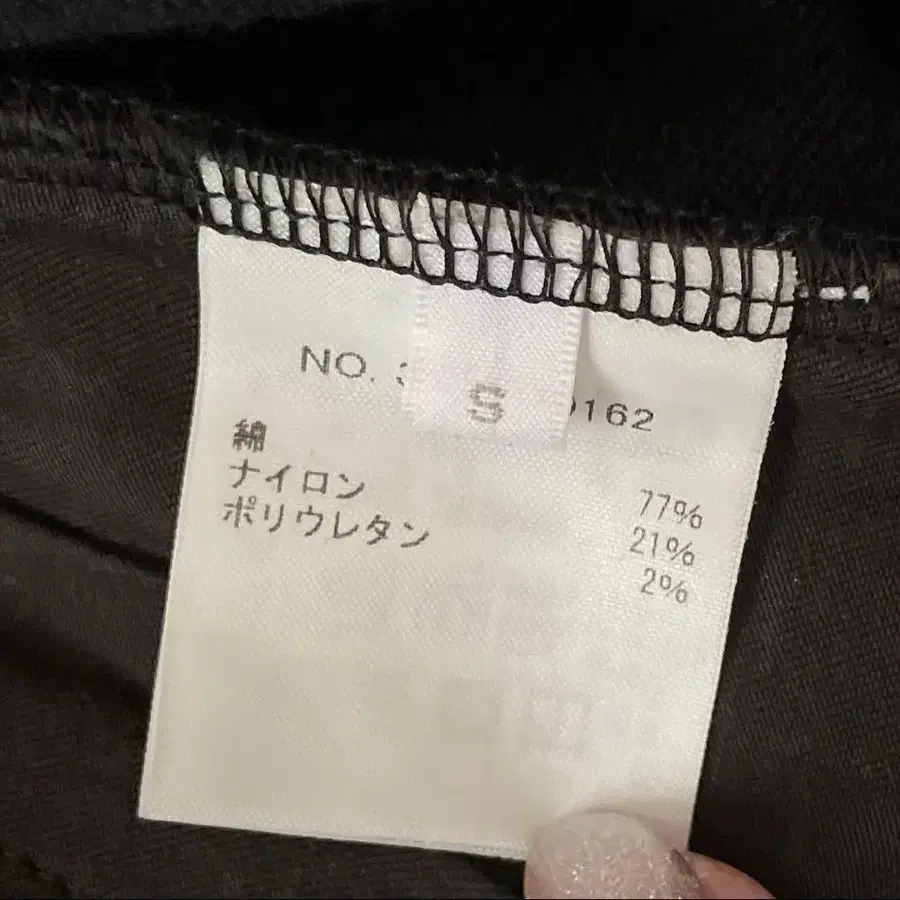 NO.
S
0162
綿 77%
ナイロン 21%
ポリウレタン 2%